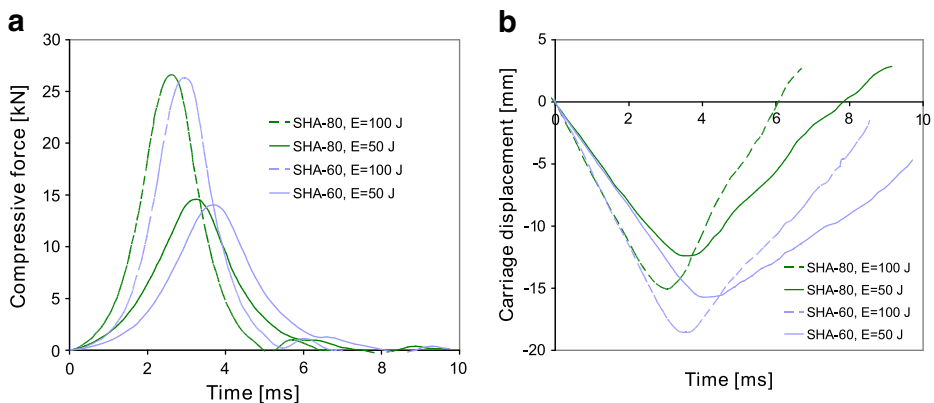 a
Compressive force [kN]
30
25
20
15
10
5
0
0 2 4 6 8 10
Time [ms]
SHA-80, E=100 J
SHA-80, E=50 J
SHA-60, E=100 J
SHA-60, E=50 J
b
Carriage displacement [mm]
5
0
-5
-10
-15
-20
0 2 4 6 8 10
Time [ms]
SHA-80, E=100 J
SHA-80, E=50 J
SHA-60, E=100 J
SHA-60, E=50 J